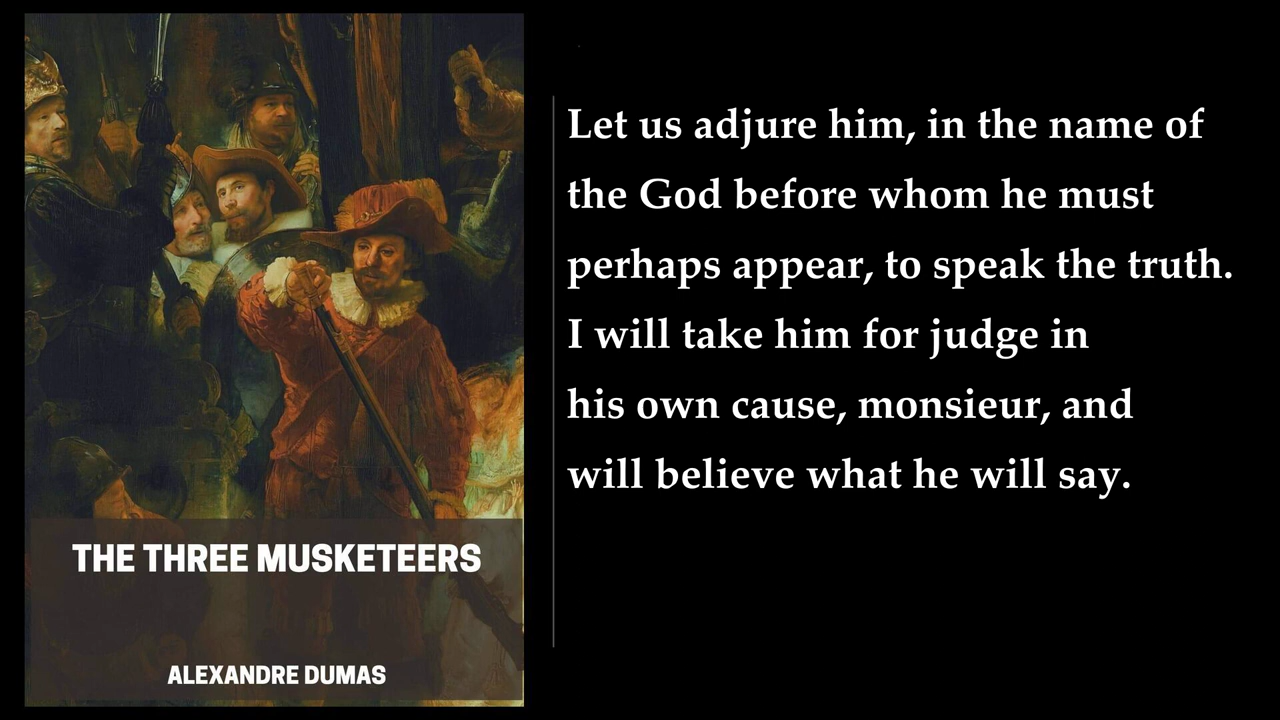 THE THREE MUSKETEERS
ALEXANDRE DUMAS
Let us adjure him, in the name of
the God before whom he must
perhaps appear, to speak the truth.
I will take him for judge in
his own cause, monsieur, and
will believe what he will say.